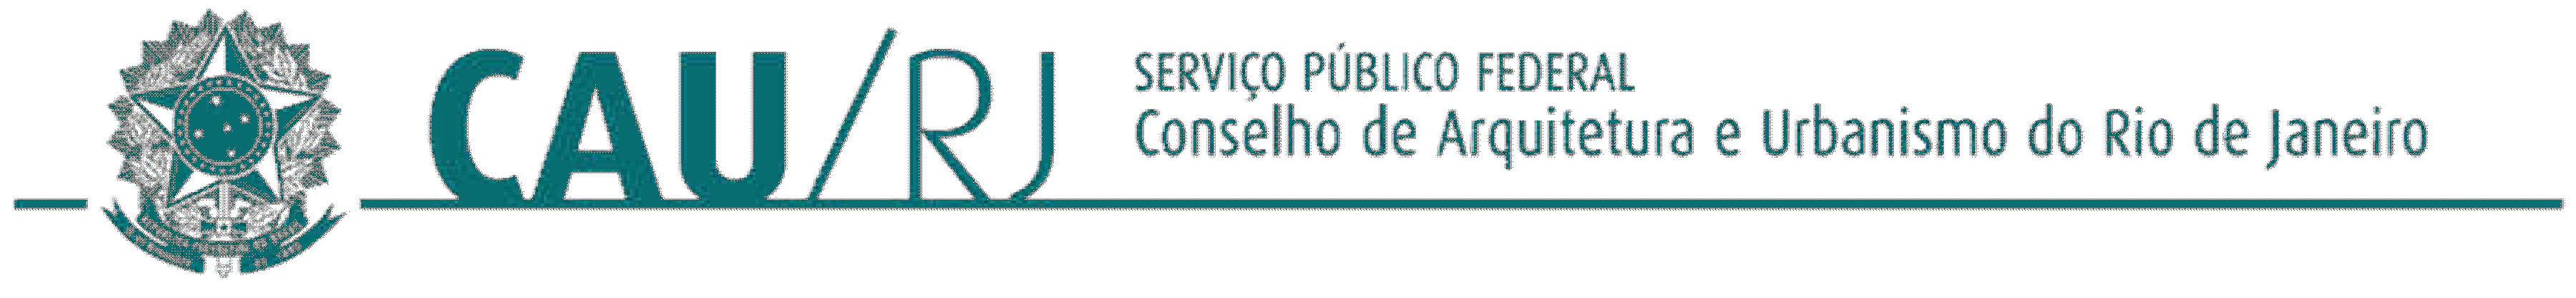 CAU/RJ
SERVIÇO PÚBLICO FEDERAL
Conselho de Arquitetura e Urbanismo do Rio de Janeiro